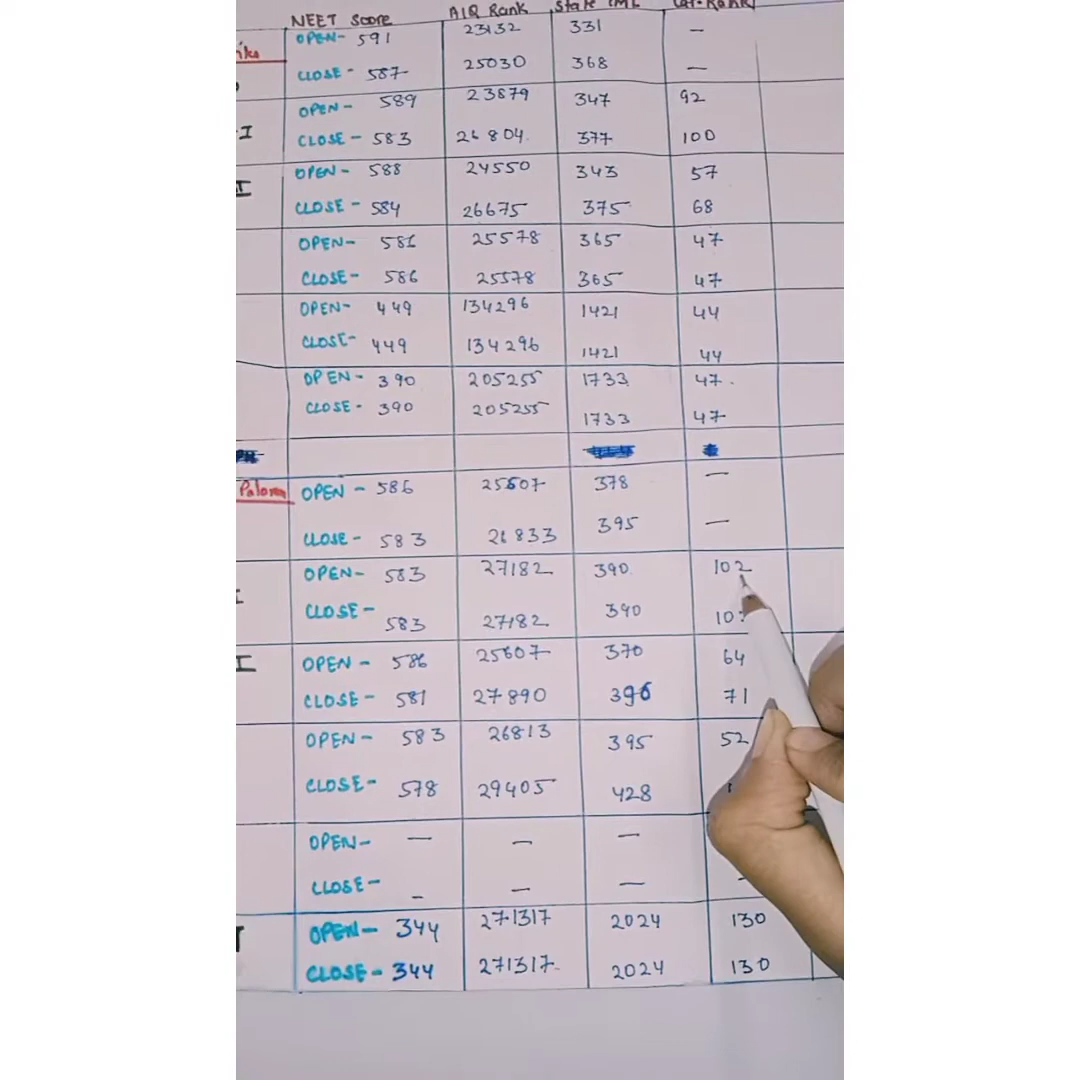 NEET Score AIQ Rank State CML Cat. Rank
OPEN- 591 23132 331 —
CLOSE- 587 25030 368 —
OPEN- 589 23879 347 92
I
CLOSE- 583 26804 377 100
OPEN- 588 24550 343 57
CLOSE- 584 26675 375 68
OPEN- 586 25578 365 47
CLOSE- 586 25578 365 47
OPEN- 449 134296 1421 44
CLOSE- 449 134296 1421 44
OPEN- 390 205255 1733 47
CLOSE- 390 205255 1733 47
OPEN- 586 25607 378 —
CLOSE- 583 26833 395 —
OPEN- 583 27182 390 102
CLOSE- 583 27182 390
OPEN- 586 25607 370 64
I
CLOSE- 581 27890 396 71
OPEN- 583 26813 395 52
CLOSE- 578 29405 428
OPEN- — — —
CLOSE- — — —
OPEN- 344 271317 2024 130
CLOSE- 344 271317 2024 130